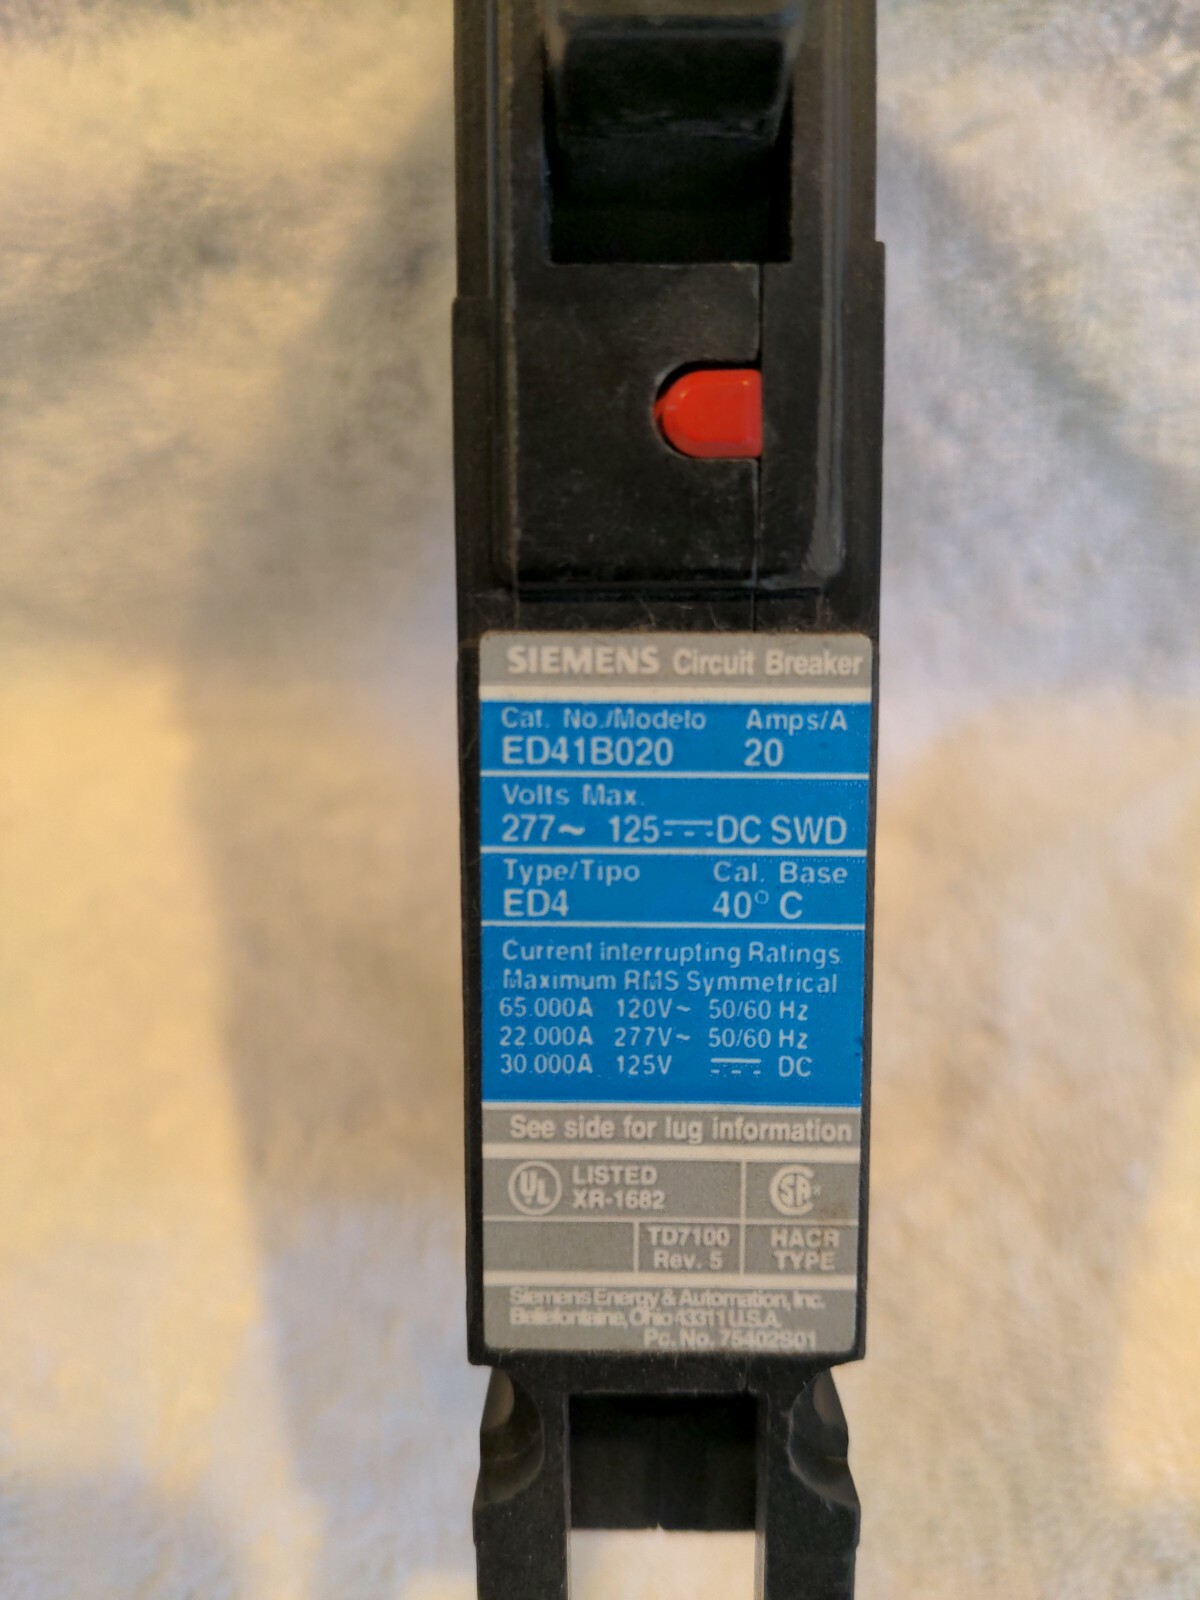 SIEMENS Circuit Breaker
Cat. No./Modelo Amps/A
ED41B020 20
Volts Max.
277~ 125⎓DC SWD
Type/Tipo Cal. Base
ED4 40° C
Current Interrupting Ratings
Maximum RMS Symmetrical
65.000A 120V~ 50/60 Hz
22.000A 277V~ 50/60 Hz
30.000A 125V ⎓ DC
See side for lug information
UL LISTED
XR-1682
SA
TD7100 HACR
Rev. 5 TYPE
Siemens Energy & Automation, Inc.
Bellefontaine, Ohio 43311 U.S.A.
Pc. No. 75402S01